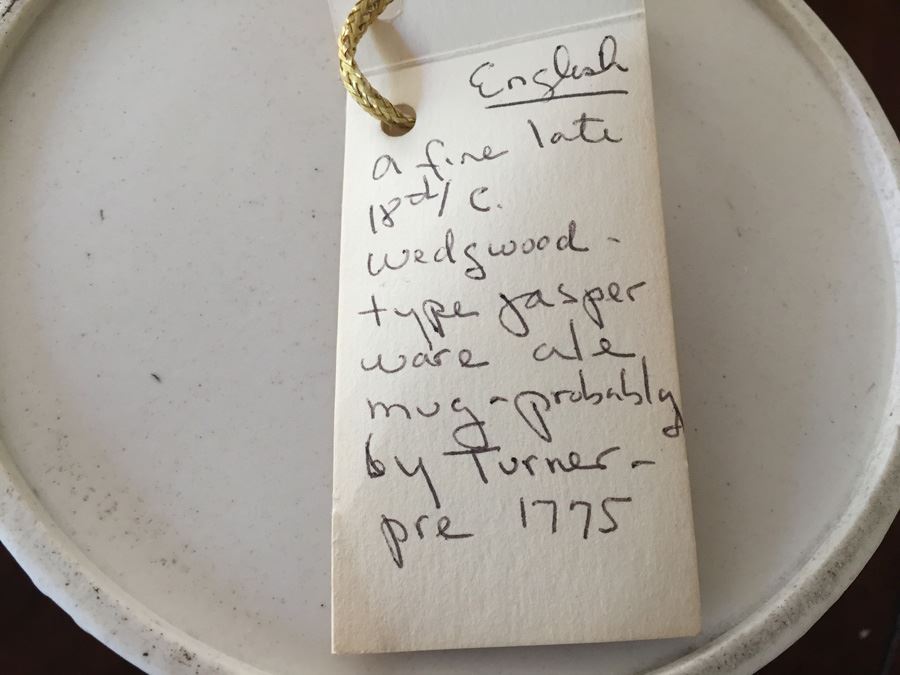 English
a fine late
18th/ C.
wedgwood -
type jasper
ware ale
mug - probably
by Turner -
pre 1775